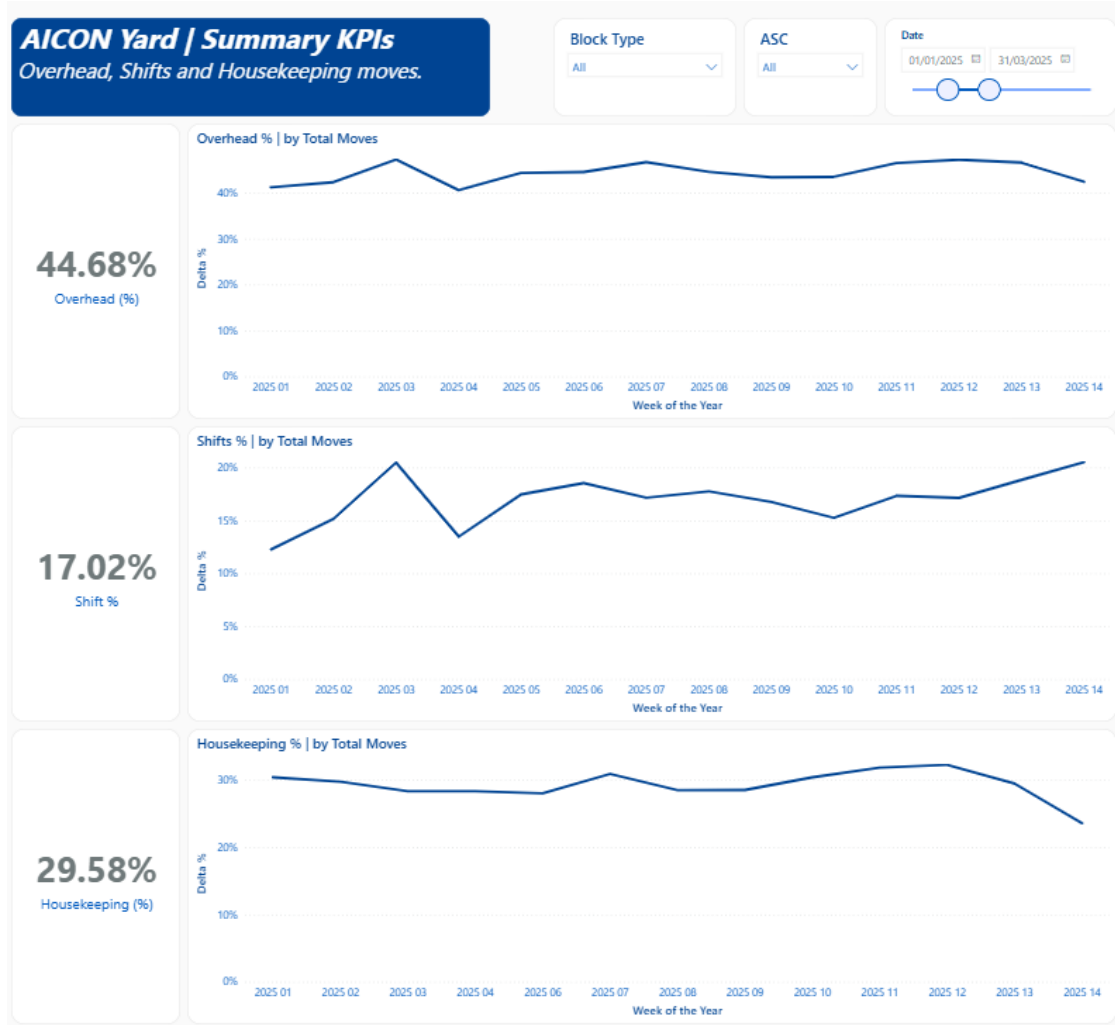 AICON Yard | Summary KPIs
Overhead, Shifts and Housekeeping moves.
Block Type
All
ASC
All
Date
01/01/2025 31/03/2025
44.68%
Overhead (%)
Overhead % | by Total Moves
Delta %
40%
30%
20%
10%
0%
2025 01 2025 02 2025 03 2025 04 2025 05 2025 06 2025 07 2025 08 2025 09 2025 10 2025 11 2025 12 2025 13 2025 14
Week of the Year
17.02%
Shift %
Shifts % | by Total Moves
Delta %
20%
15%
10%
5%
0%
2025 01 2025 02 2025 03 2025 04 2025 05 2025 06 2025 07 2025 08 2025 09 2025 10 2025 11 2025 12 2025 13 2025 14
Week of the Year
29.58%
Housekeeping (%)
Housekeeping % | by Total Moves
Delta %
30%
20%
10%
0%
2025 01 2025 02 2025 03 2025 04 2025 05 2025 06 2025 07 2025 08 2025 09 2025 10 2025 11 2025 12 2025 13 2025 14
Week of the Year